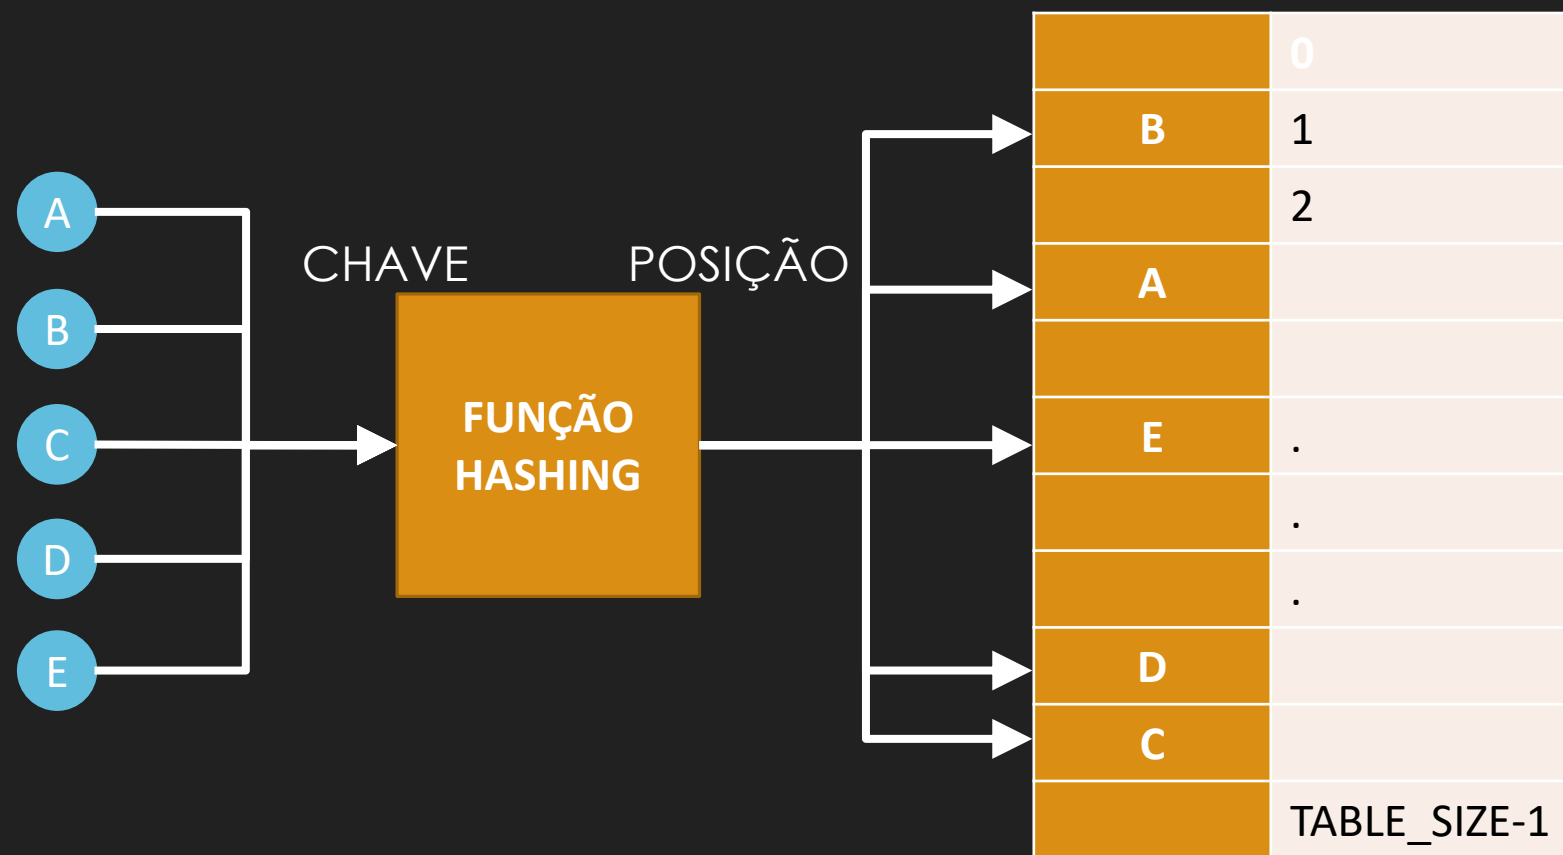 A
B
C
D
E
CHAVE
POSIÇÃO
FUNÇÃO
HASHING
0
B 1
2
A
E .
.
.
D
C
TABLE_SIZE-1